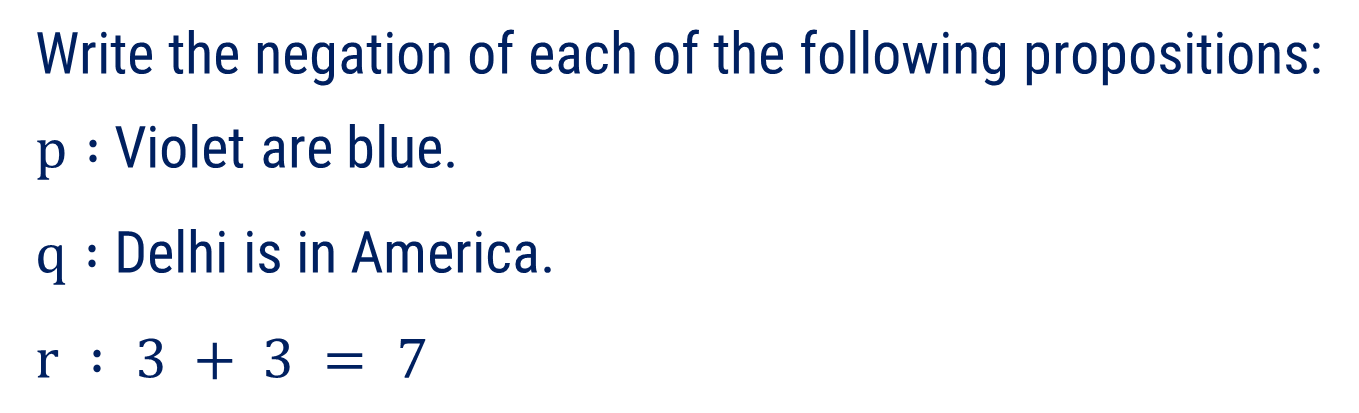 Write the negation of each of the following propositions:
p : Violet are blue.
q : Delhi is in America.
r : 3 + 3 = 7